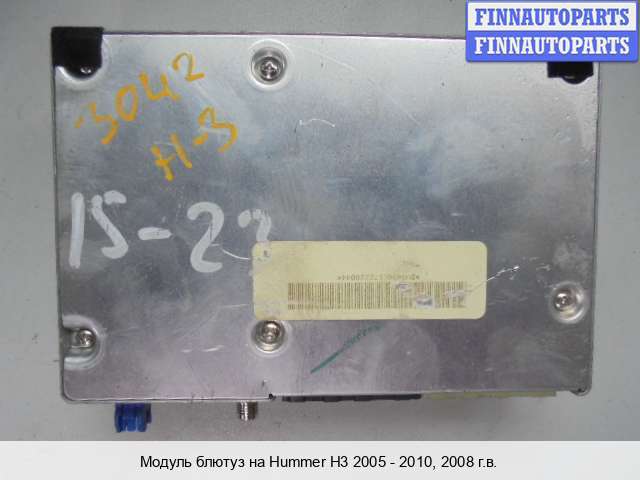 FINNAUTOPARTS
FINNAUTOPARTS
3042
H-3
15-22
Модуль блютуз на Hummer H3 2005 - 2010, 2008 г.в.